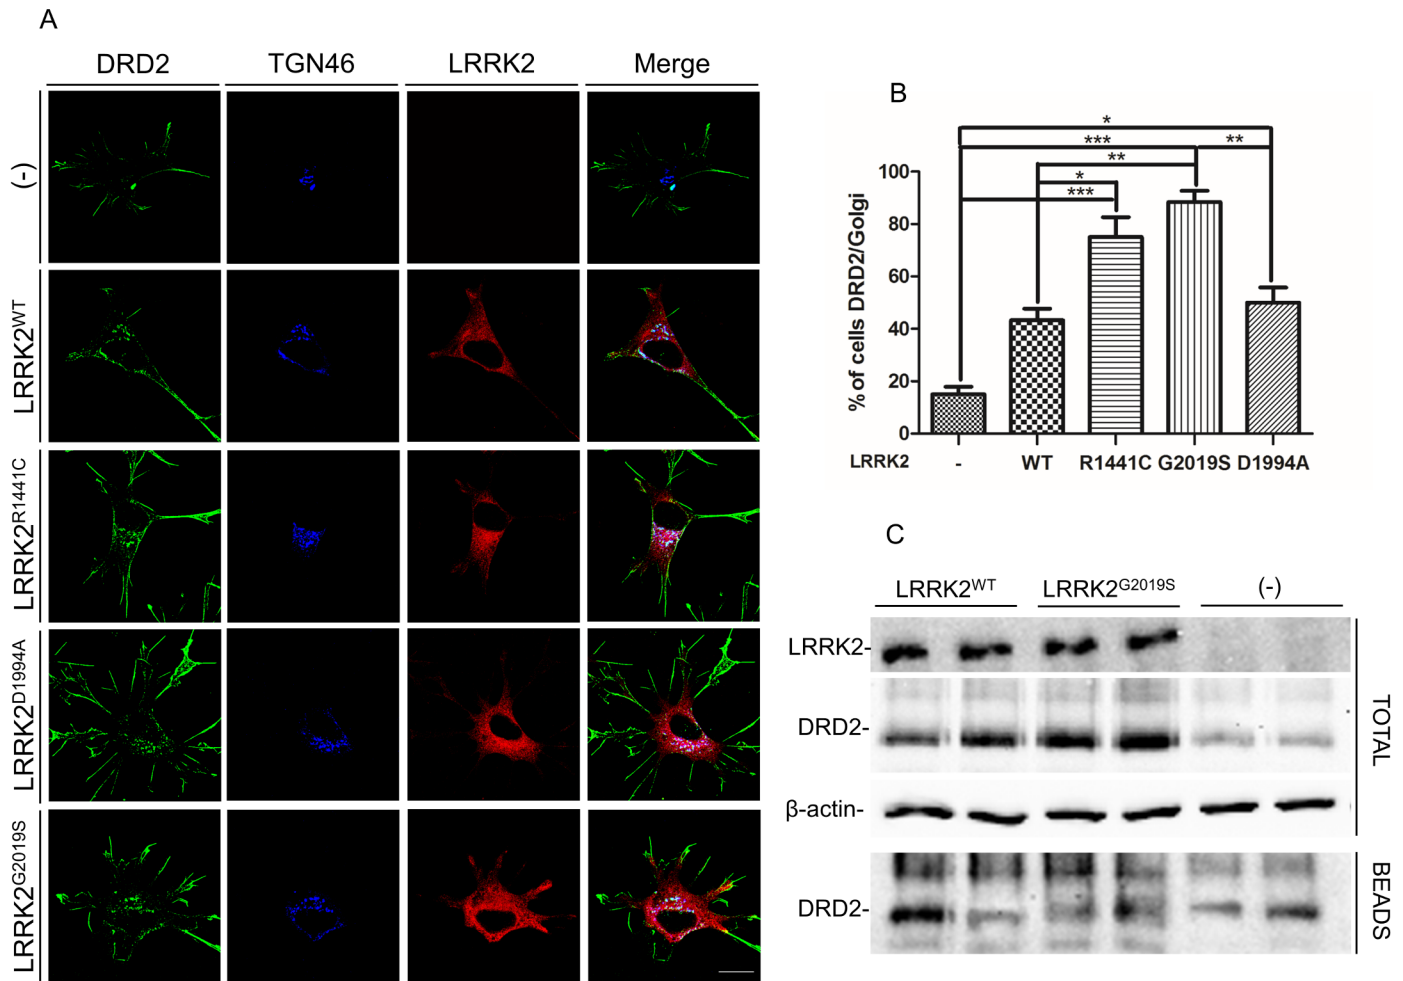 A
DRD2 TGN46 LRRK2 Merge
(-)
LRRK2WT
LRRK2R1441C
LRRK2D1994A
LRRK2G2019S
B
*
*** **
**
*
***
% of cells DRD2/Golgi
100
80
60
40
20
0
LRRK2 - WT R1441C G2019S D1994A
C
LRRK2WT LRRK2G2019S (-)
LRRK2-
DRD2-
β-actin-
TOTAL
DRD2-
BEADS